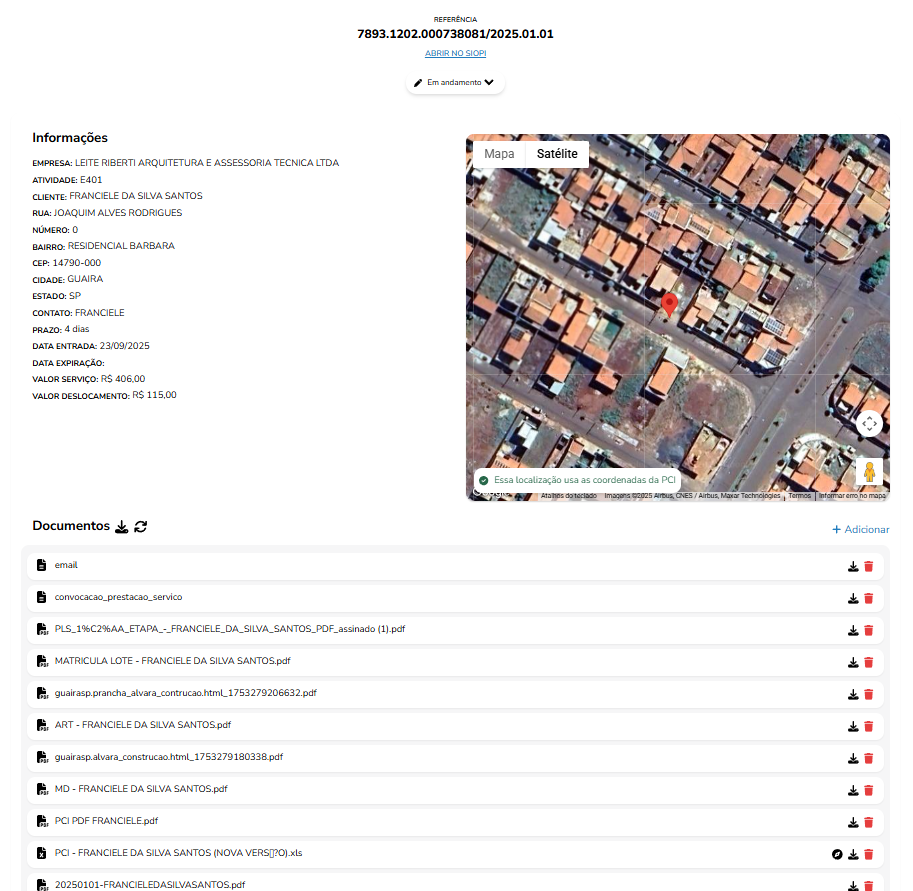 REFERÊNCIA
7893.1202.000738081/2025.01.01
ABRIR NO SIOPI
Em andamento
Informações
EMPRESA: LEITE RIBERTI ARQUITETURA E ASSESSORIA TECNICA LTDA
ATIVIDADE: E401
CLIENTE: FRANCIELE DA SILVA SANTOS
RUA: JOAQUIM ALVES RODRIGUES
NÚMERO: 0
BAIRRO: RESIDENCIAL BARBARA
CEP: 14790-000
CIDADE: GUAIRA
ESTADO: SP
CONTATO: FRANCIELE
PRAZO: 4 dias
DATA ENTRADA: 23/09/2025
DATA EXPIRAÇÃO:
VALOR SERVIÇO: R$ 406,00
VALOR DESLOCAMENTO: R$ 115,00
Mapa Satélite
Essa localização usa as coordenadas da PCI
Atalhos do teclado Imagens ©2025 Airbus, CNES / Airbus, Maxar Technologies Termos Informar erro no mapa
Documentos
+ Adicionar
email
convocacao_prestacao_servico
PLS_1%C2%AA_ETAPA_-_FRANCIELE_DA_SILVA_SANTOS_PDF_assinado (1).pdf
MATRICULA LOTE - FRANCIELE DA SILVA SANTOS.pdf
guairasp.prancha_alvara_contrucao.html_1753279206632.pdf
ART - FRANCIELE DA SILVA SANTOS.pdf
guairasp.alvara_construcao.html_1753279180338.pdf
MD - FRANCIELE DA SILVA SANTOS.pdf
PCI PDF FRANCIELE.pdf
PCI - FRANCIELE DA SILVA SANTOS (NOVA VERS▯?O).xls
20250101-FRANCIELEDASILVASANTOS.pdf